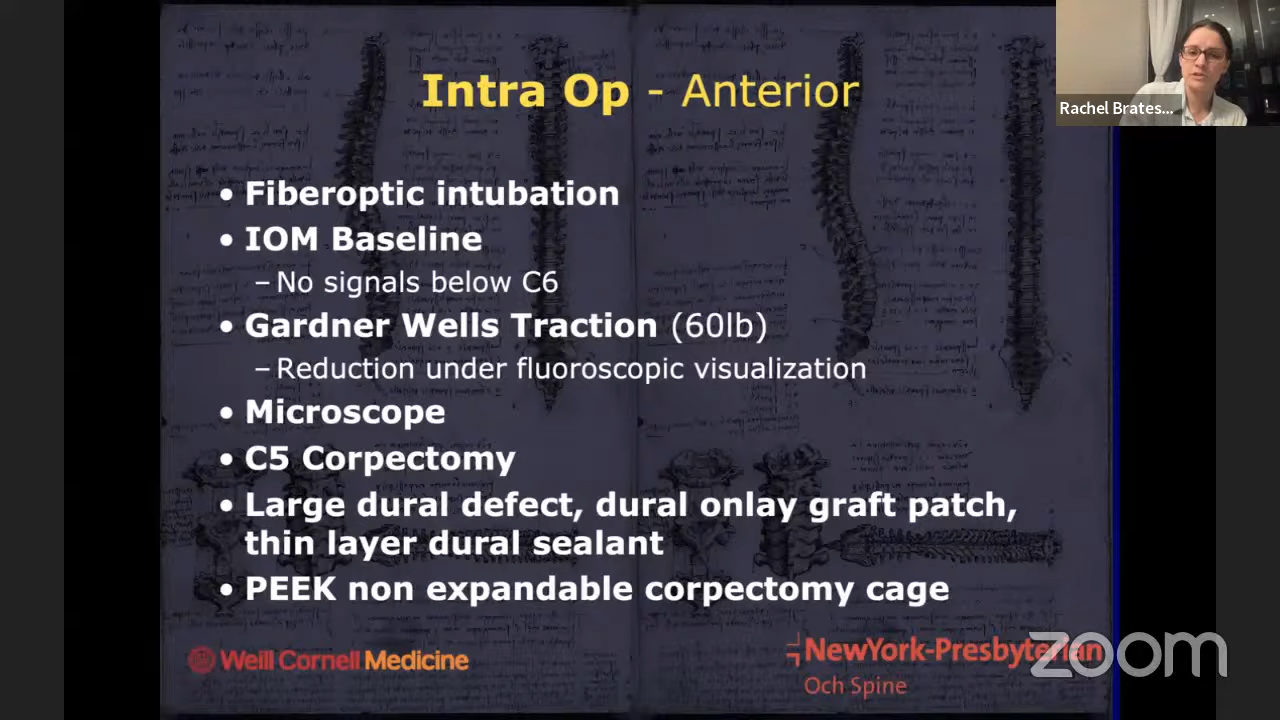 Intra Op - Anterior
Rachel Brates...
• Fiberoptic intubation
• IOM Baseline
– No signals below C6
• Gardner Wells Traction (60lb)
– Reduction under fluoroscopic visualization
• Microscope
• C5 Corpectomy
• Large dural defect, dural onlay graft patch,
thin layer dural sealant
• PEEK non expandable corpectomy cage
Weill Cornell Medicine
NewYork-Presbyterian
Och Spine
zoom